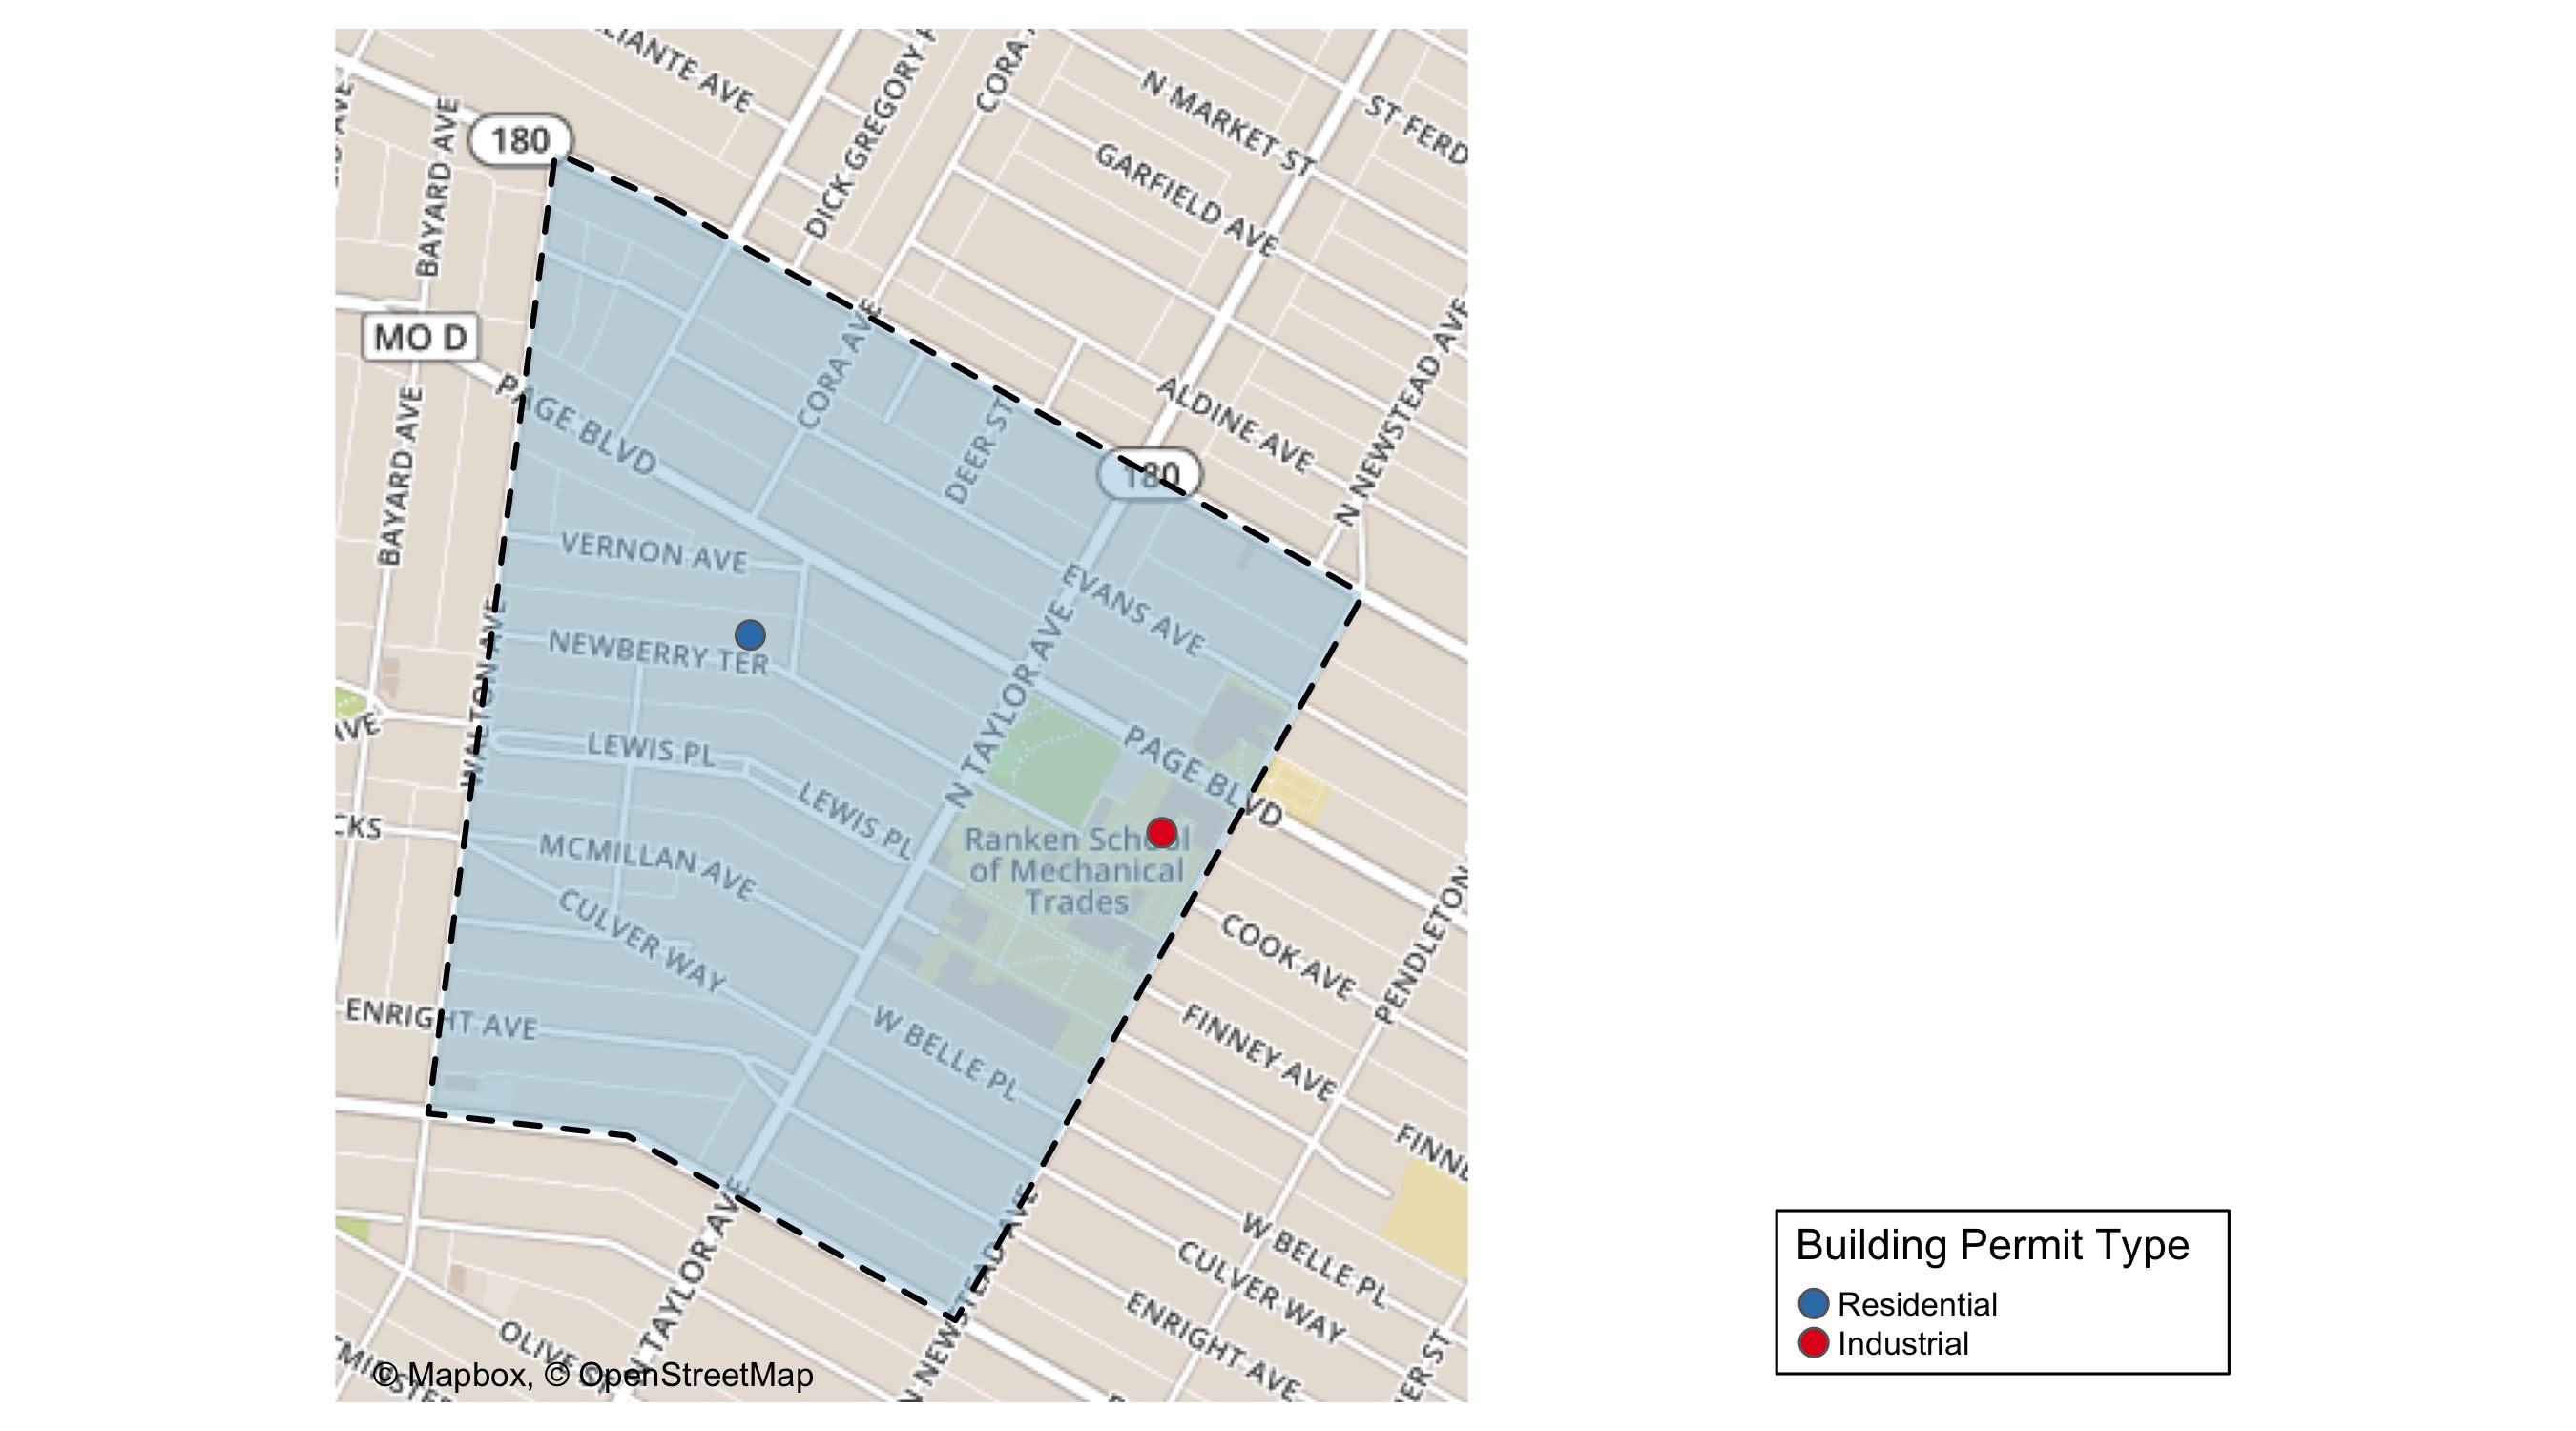 LIANTE AVE
DICK GREGORY P
CORA A
N MARKET ST
ST FERD
GARFIELD AVE
BAYARD AVE
180
MO D
PAGE BLVD
CORA AVE
DEER ST
ALDINE AVE
180
N NEWSTEAD AVE
BAYARD AVE
VERNON AVE
EVANS AVE
NEWBERRY TER
WALTON AVE
N TAYLOR AVE
AVE
LEWIS PL
LEWIS PL
PAGE BLVD
CKS
MCMILLAN AVE
Ranken School
of Mechanical
Trades
CULVER WAY
COOK AVE
PENDLETON
ENRIGHT AVE
W BELLE PL
FINNEY AVE
FINNE
N TAYLOR AVE
N NEWSTEAD AVE
W BELLE PL
CULVER WAY
ENRIGHT AVE
OLIVE
ER ST
© Mapbox, © OpenStreetMap
Building Permit Type
Residential
Industrial